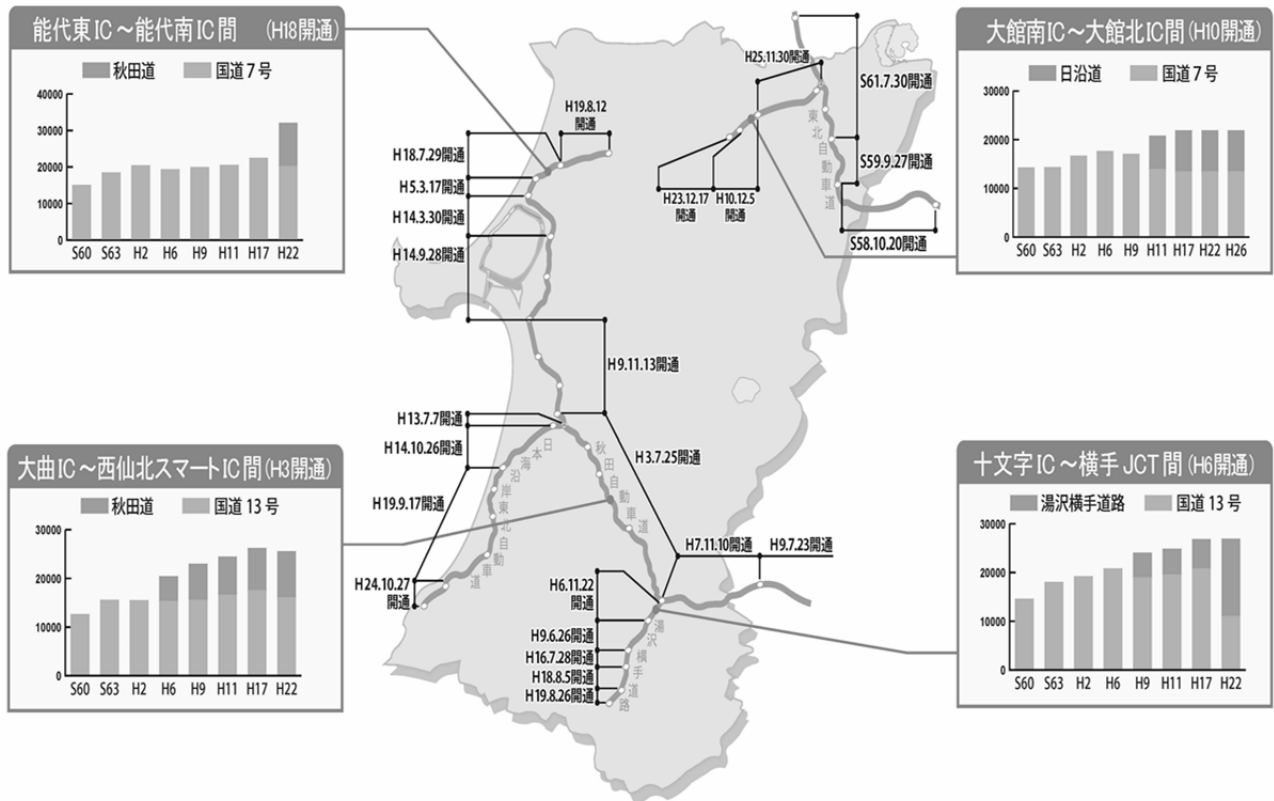 能代東IC～能代南IC間 (H18開通)
秋田道 国道7号
40000
30000
20000
10000
0
S60 S63 H2 H6 H9 H11 H17 H22
大館南IC～大館北IC間(H10開通)
日沿道 国道7号
30000
20000
10000
0
S60 S63 H2 H6 H9 H11 H17 H22 H26
H25.11.30開通
S61.7.30開通
H19.8.12
開通
東北自動車道
H18.7.29開通
S59.9.27開通
H5.3.17開通
H23.12.17
開通
H10.12.5
開通
H14.3.30開通
S58.10.20開通
H14.9.28開通
H9.11.13開通
H13.7.7開通
H14.10.26開通
日本海沿岸東北自動車道
秋田自動車道
H3.7.25開通
H19.9.17開通
H7.11.10開通
H9.7.23開通
H24.10.27
開通
H6.11.22
開通
H9.6.26開通
湯沢横手道路
H16.7.28開通
H18.8.5開通
H19.8.26開通
大曲IC～西仙北スマートIC間(H3開通)
秋田道 国道13号
30000
20000
10000
0
S60 S63 H2 H6 H9 H11 H17 H22
十文字IC～横手JCT間(H6開通)
湯沢横手道路 国道13号
30000
20000
10000
0
S60 S63 H2 H6 H9 H11 H17 H22